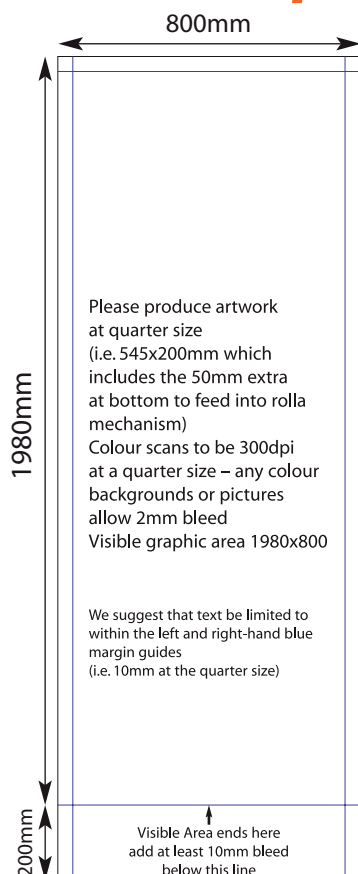 800mm
1980mm
Please produce artwork
at quarter size
(i.e. 545x200mm which
includes the 50mm extra
at bottom to feed into rolla
mechanism)
Colour scans to be 300dpi
at a quarter size – any colour
backgrounds or pictures
allow 2mm bleed
Visible graphic area 1980x800
We suggest that text be limited to
within the left and right-hand blue
margin guides
(i.e. 10mm at the quarter size)
200mm
Visible Area ends here
add at least 10mm bleed
below this line